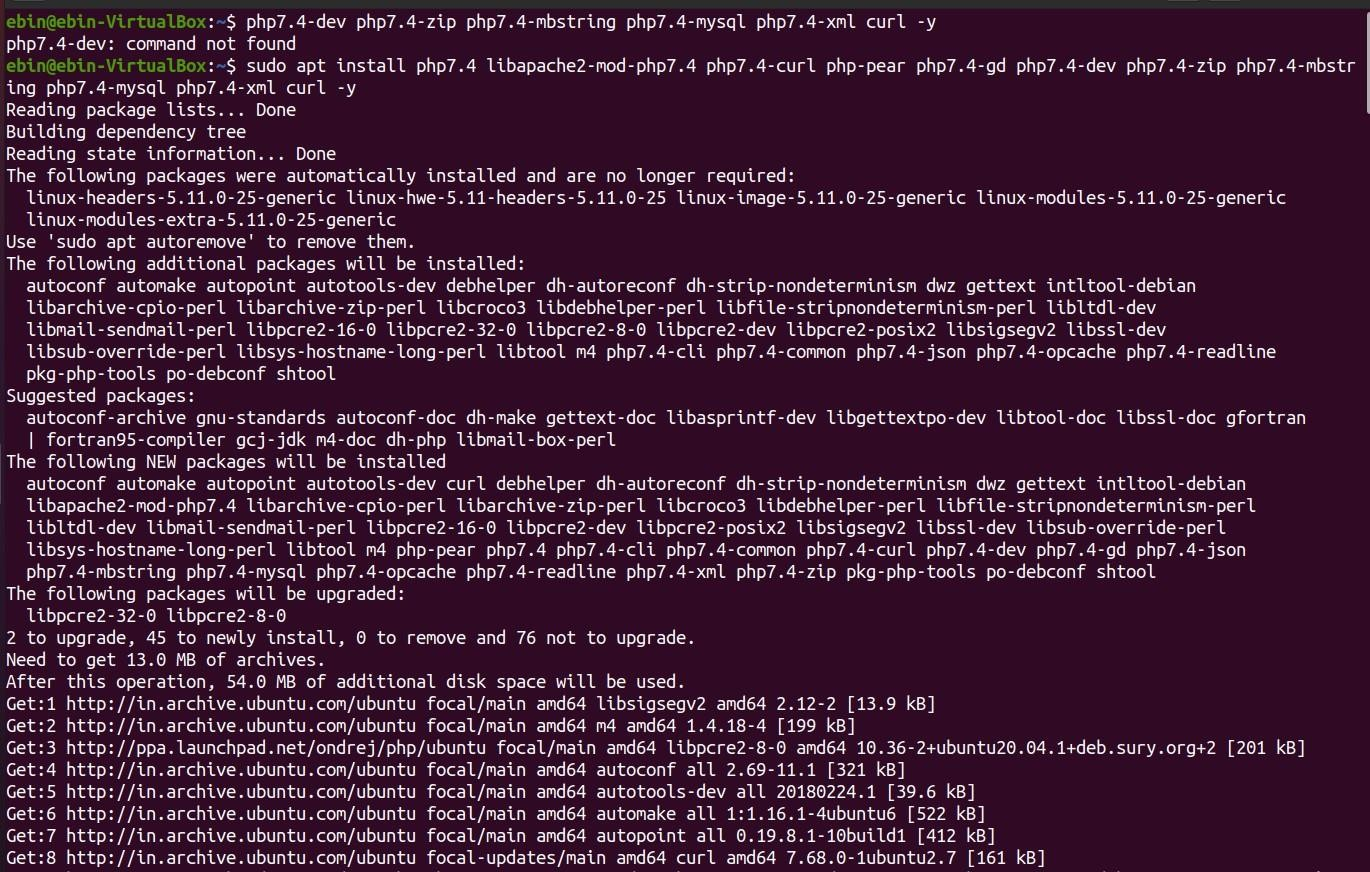 ebin@ebin-VirtualBox:~$ php7.4-dev php7.4-zip php7.4-mbstring php7.4-mysql php7.4-xml curl -y
php7.4-dev: command not found
ebin@ebin-VirtualBox:~$ sudo apt install php7.4 libapache2-mod-php7.4 php7.4-curl php-pear php7.4-gd php7.4-dev php7.4-zip php7.4-mbstr
ing php7.4-mysql php7.4-xml curl -y
Reading package lists... Done
Building dependency tree
Reading state information... Done
The following packages were automatically installed and are no longer required:
  linux-headers-5.11.0-25-generic linux-hwe-5.11-headers-5.11.0-25 linux-image-5.11.0-25-generic linux-modules-5.11.0-25-generic
  linux-modules-extra-5.11.0-25-generic
Use 'sudo apt autoremove' to remove them.
The following additional packages will be installed:
  autoconf automake autopoint autotools-dev debhelper dh-autoreconf dh-strip-nondeterminism dwz gettext intltool-debian
  libarchive-cpio-perl libarchive-zip-perl libcroco3 libdebhelper-perl libfile-stripnondeterminism-perl libltdl-dev
  libmail-sendmail-perl libpcre2-16-0 libpcre2-32-0 libpcre2-8-0 libpcre2-dev libpcre2-posix2 libsigsegv2 libssl-dev
  libsub-override-perl libsys-hostname-long-perl libtool m4 php7.4-cli php7.4-common php7.4-json php7.4-opcache php7.4-readline
  pkg-php-tools po-debconf shtool
Suggested packages:
  autoconf-archive gnu-standards autoconf-doc dh-make gettext-doc libasprintf-dev libgettextpo-dev libtool-doc libssl-doc gfortran
  | fortran95-compiler gcj-jdk m4-doc dh-php libmail-box-perl
The following NEW packages will be installed
  autoconf automake autopoint autotools-dev curl debhelper dh-autoreconf dh-strip-nondeterminism dwz gettext intltool-debian
  libapache2-mod-php7.4 libarchive-cpio-perl libarchive-zip-perl libcroco3 libdebhelper-perl libfile-stripnondeterminism-perl
  libltdl-dev libmail-sendmail-perl libpcre2-16-0 libpcre2-dev libpcre2-posix2 libsigsegv2 libssl-dev libsub-override-perl
  libsys-hostname-long-perl libtool m4 php-pear php7.4 php7.4-cli php7.4-common php7.4-curl php7.4-dev php7.4-gd php7.4-json
  php7.4-mbstring php7.4-mysql php7.4-opcache php7.4-readline php7.4-xml php7.4-zip pkg-php-tools po-debconf shtool
The following packages will be upgraded:
  libpcre2-32-0 libpcre2-8-0
2 to upgrade, 45 to newly install, 0 to remove and 76 not to upgrade.
Need to get 13.0 MB of archives.
After this operation, 54.0 MB of additional disk space will be used.
Get:1 http://in.archive.ubuntu.com/ubuntu focal/main amd64 libsigsegv2 amd64 2.12-2 [13.9 kB]
Get:2 http://in.archive.ubuntu.com/ubuntu focal/main amd64 m4 amd64 1.4.18-4 [199 kB]
Get:3 http://ppa.launchpad.net/ondrej/php/ubuntu focal/main amd64 libpcre2-8-0 amd64 10.36-2+ubuntu20.04.1+deb.sury.org+2 [201 kB]
Get:4 http://in.archive.ubuntu.com/ubuntu focal/main amd64 autoconf all 2.69-11.1 [321 kB]
Get:5 http://in.archive.ubuntu.com/ubuntu focal/main amd64 autotools-dev all 20180224.1 [39.6 kB]
Get:6 http://in.archive.ubuntu.com/ubuntu focal/main amd64 automake all 1:1.16.1-4ubuntu6 [522 kB]
Get:7 http://in.archive.ubuntu.com/ubuntu focal/main amd64 autopoint all 0.19.8.1-10build1 [412 kB]
Get:8 http://in.archive.ubuntu.com/ubuntu focal-updates/main amd64 curl amd64 7.68.0-1ubuntu2.7 [161 kB]